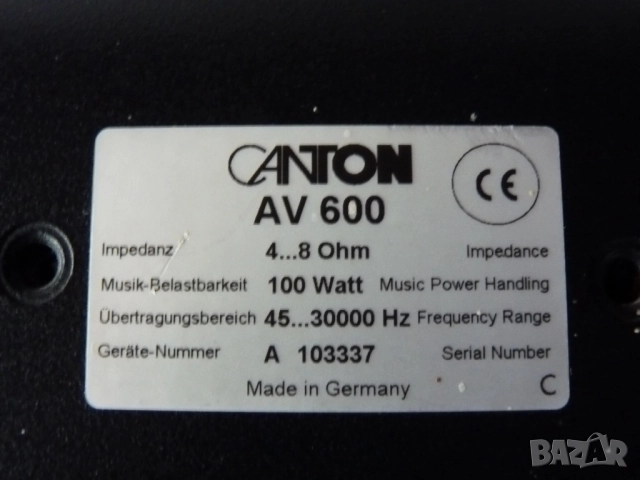 CANTON
CE
AV 600
Impedanz 4...8 Ohm Impedance
Musik-Belastbarkeit 100 Watt Music Power Handling
Übertragungsbereich 45...30000 Hz Frequency Range
Geräte-Nummer A 103337 Serial Number
Made in Germany C
BAZAR